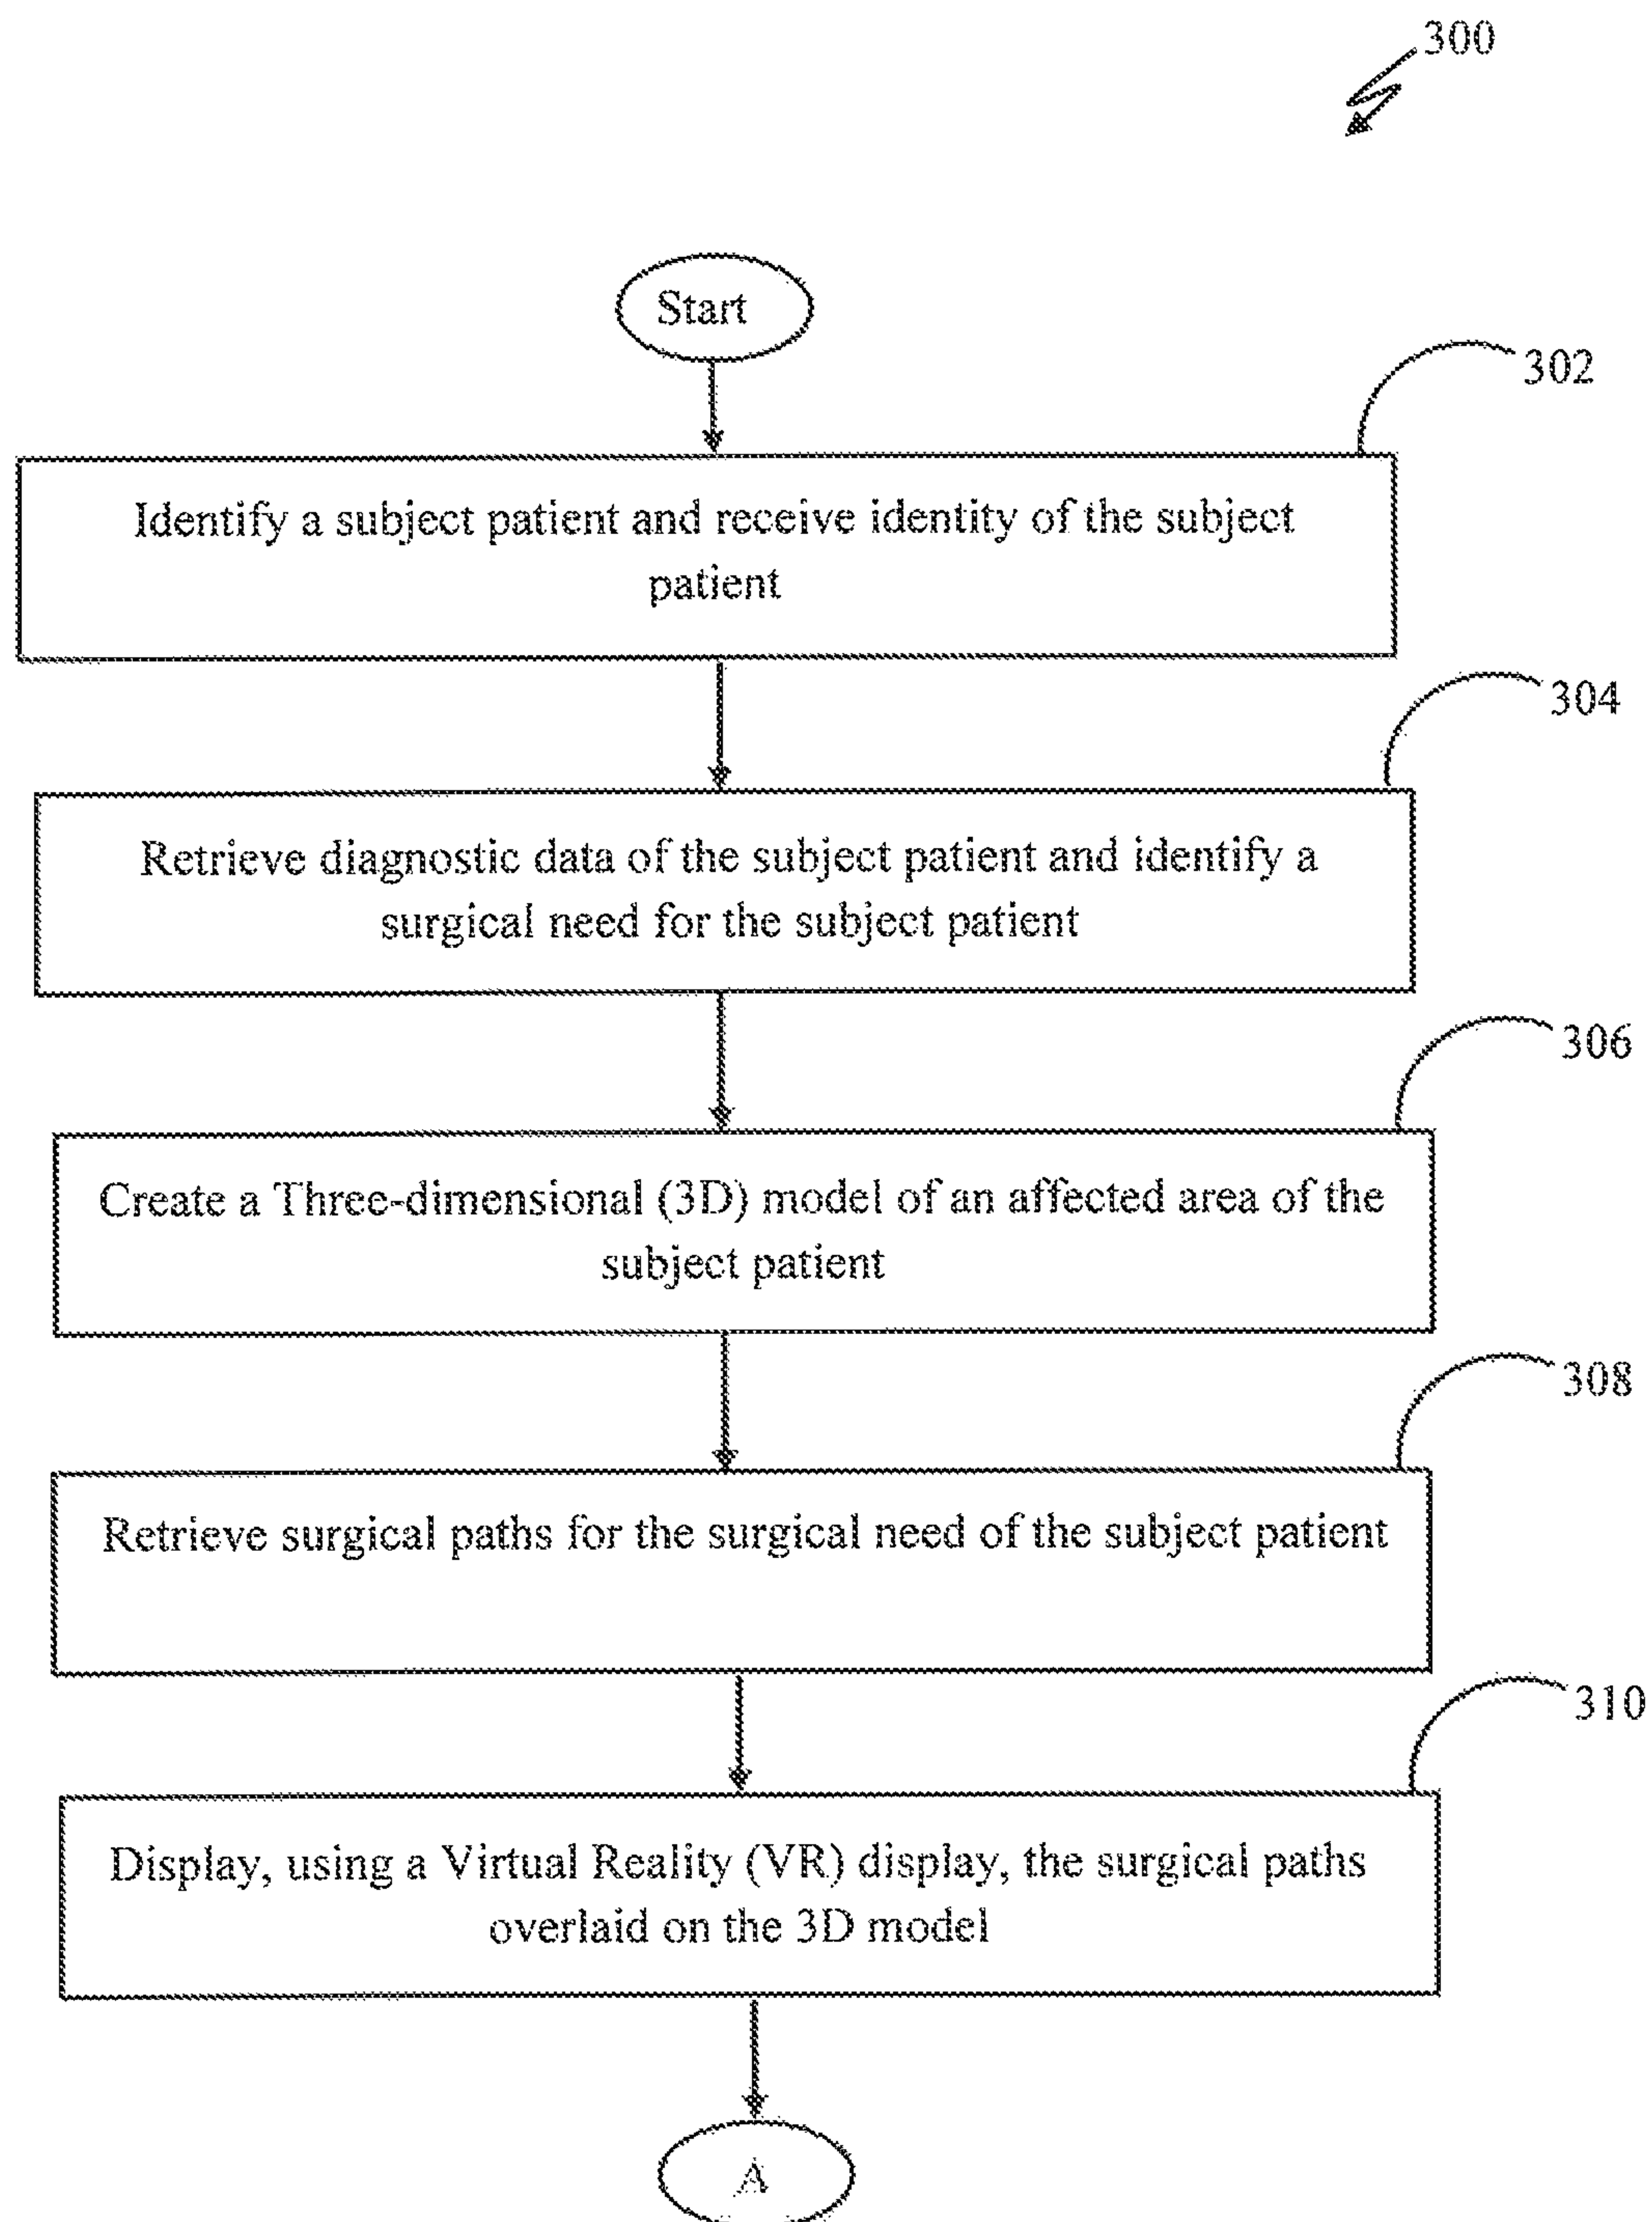 300
Start
302
Identify a subject patient and receive identity of the subject
patient
304
Retrieve diagnostic data of the subject patient and identify a
surgical need for the subject patient
306
Create a Three-dimensional (3D) model of an affected area of the
subject patient
308
Retrieve surgical paths for the surgical need of the subject patient
310
Display, using a Virtual Reality (VR) display, the surgical paths
overlaid on the 3D model
A